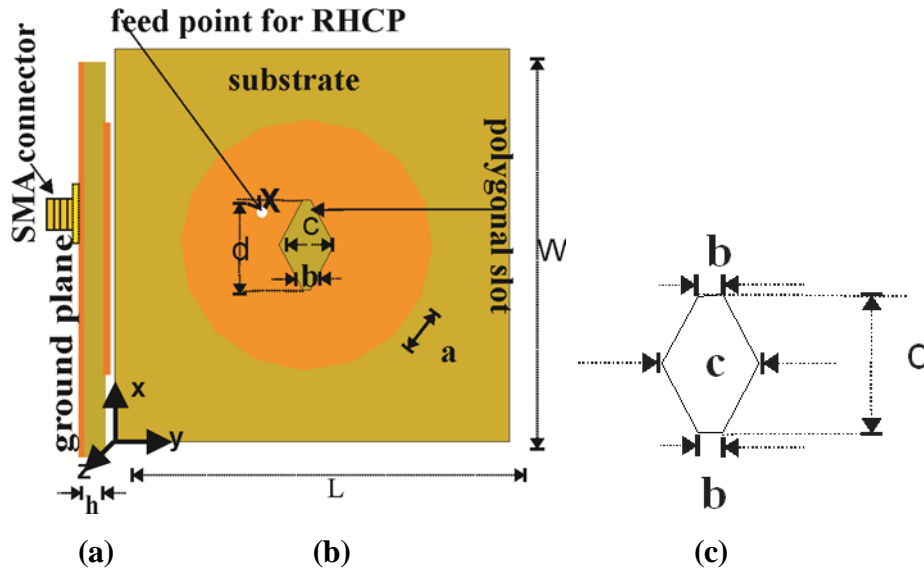 feed point for RHCP
substrate
SMA connector
ground plane
polygonal slot
X
d
c
b
a
W
x
y
z
h
L
b
c
b
(a)
(b)
(c)